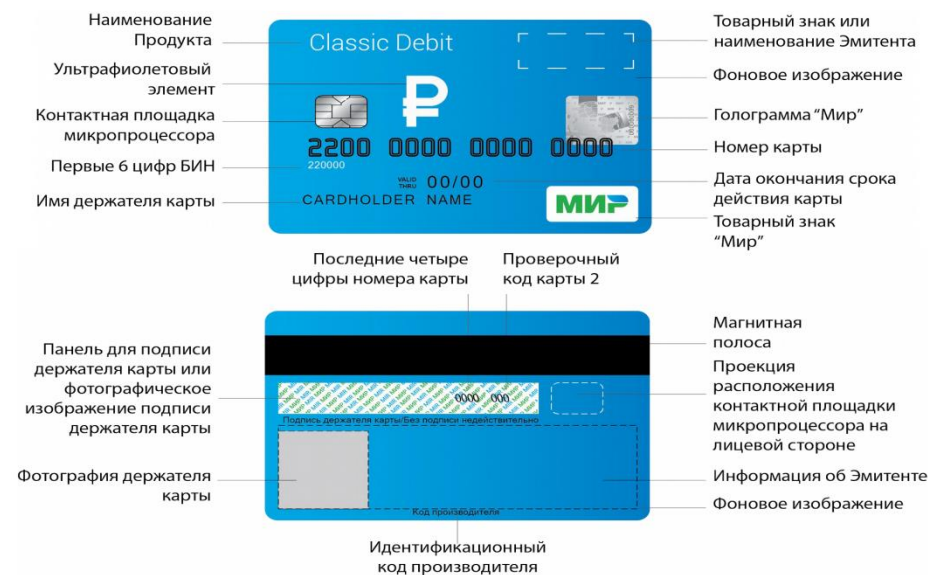 Наименование
Продукта
Ультрафиолетовый
элемент
Контактная площадка
микропроцессора
Первые 6 цифр БИН
Имя держателя карты
Classic Debit
2200 0000 0000 0000
220000
VALID
THRU 00/00
CARDHOLDER NAME
МИР
Товарный знак или
наименование Эмитента
Фоновое изображение
Голограмма “Мир”
Номер карты
Дата окончания срока
действия карты
Товарный знак
“Мир”
Последние четыре
цифры номера карты
Проверочный
код карты 2
Панель для подписи
держателя карты или
фотографическое
изображение подписи
держателя карты
Фотография держателя
карты
0000 000
Подпись держателя карты/Без подписи недействительно
Код производителя
Магнитная
полоса
Проекция
расположения
контактной площадки
микропроцессора на
лицевой стороне
Информация об Эмитенте
Фоновое изображение
Идентификационный
код производителя